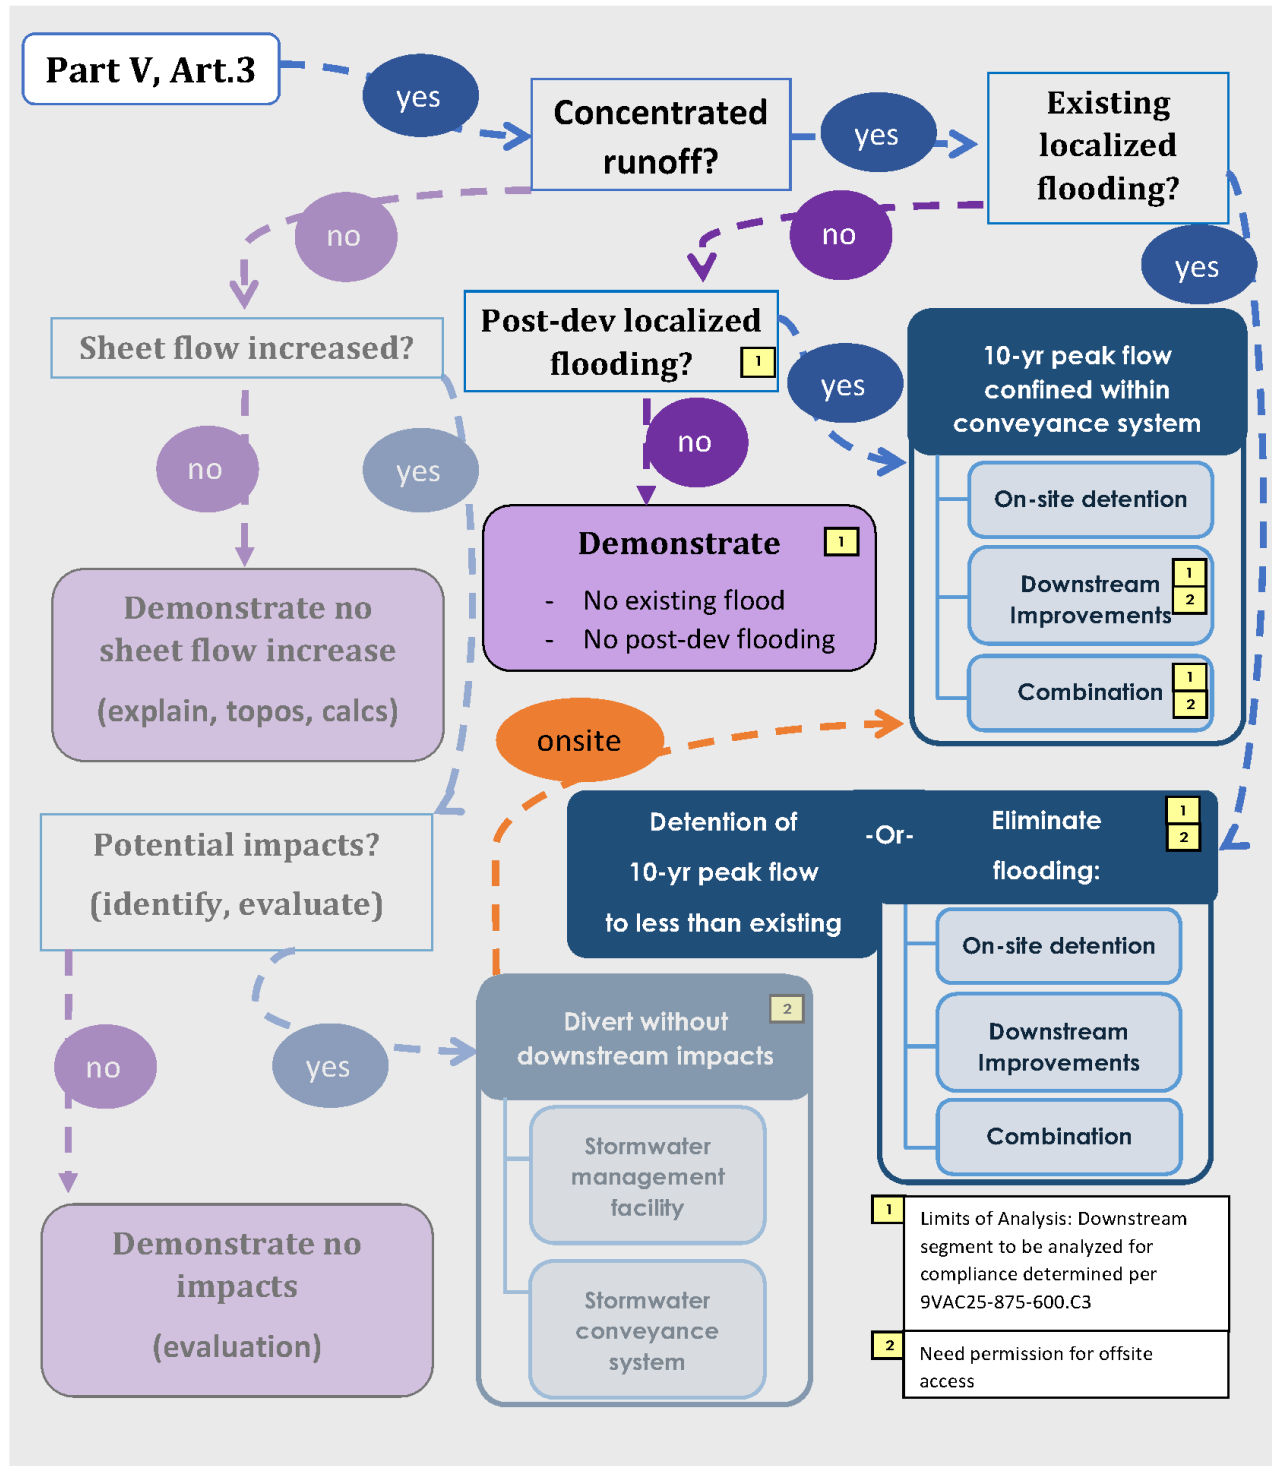 Part V, Art.3
yes
Concentrated
runoff?
yes
Existing
localized
flooding?
no
no
yes
Sheet flow increased?
Post-dev localized
flooding?
1
yes
10-yr peak flow
confined within
conveyance system
On-site detention
Downstream
Improvements
1
2
Combination
1
2
no
yes
no
Demonstrate
1
- No existing flood
- No post-dev flooding
Demonstrate no
sheet flow increase
(explain, topos, calcs)
onsite
Detention of
10-yr peak flow
to less than existing
-Or-
Eliminate
flooding:
1
2
On-site detention
Downstream
Improvements
Combination
Potential impacts?
(identify, evaluate)
no
yes
Divert without
downstream impacts
2
Stormwater
management
facility
Stormwater
conveyance
system
Demonstrate no
impacts
(evaluation)
1
Limits of Analysis: Downstream
segment to be analyzed for
compliance determined per
9VAC25-875-600.C3
2
Need permission for offsite
access